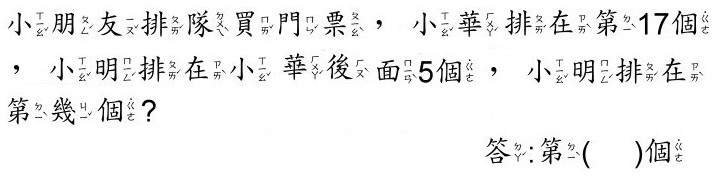 小朋友排隊買門票，小華排在第17個
，小明排在小華後面5個，小明排在
第幾個？
答:第(　)個